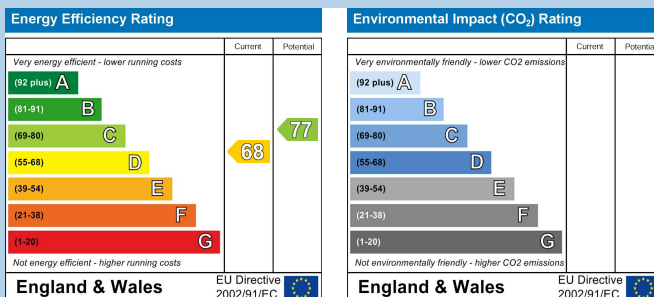 Energy Efficiency Rating
Current Potential
Very energy efficient - lower running costs
(92 plus) A
(81-91) B
(69-80) C
(55-68) D
(39-54) E
(21-38) F
(1-20) G
68
77
Not energy efficient - higher running costs
England & Wales
EU Directive
2002/91/EC
Environmental Impact (CO₂) Rating
Current Potential
Very environmentally friendly - lower CO2 emissions
(92 plus) A
(81-91) B
(69-80) C
(55-68) D
(39-54) E
(21-38) F
(1-20) G
Not environmentally friendly - higher CO2 emissions
England & Wales
EU Directive
2002/91/EC